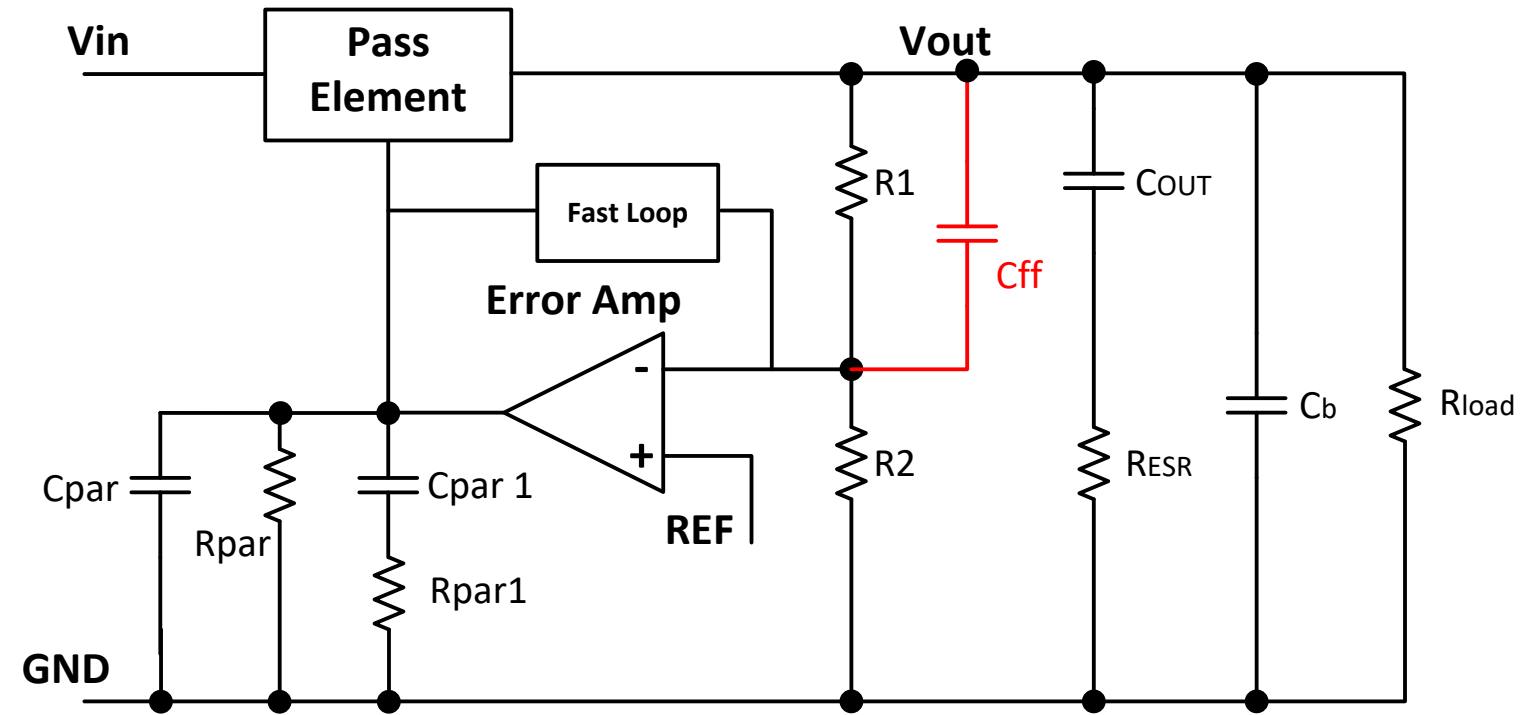 Vin
Pass
Element
Vout
R1
COUT
Fast Loop
Cff
Error Amp
-
+
R2
REF
RESR
Cb
Rload
Cpar
Rpar
Cpar 1
Rpar1
GND